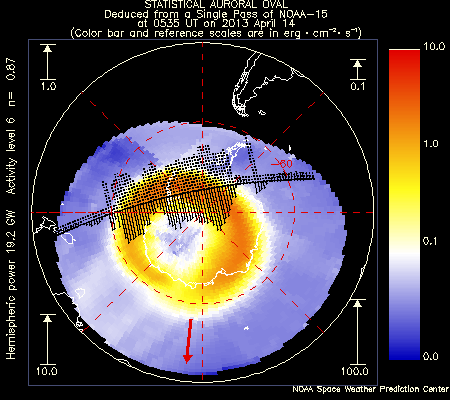 STATISTICAL AURORAL OVAL
Deduced from a Single Pass of NOAA-15
at 0535 UT on 2013 April 14
(Color bar and reference scales are in erg · cm⁻² · s⁻¹)
Hemispheric power 19.2 GW Activity level 6 n= 0.87
1.0
0.1
10.0
100.0
-60
10.0
1.0
0.1
0.0
NOAA Space Weather Prediction Center